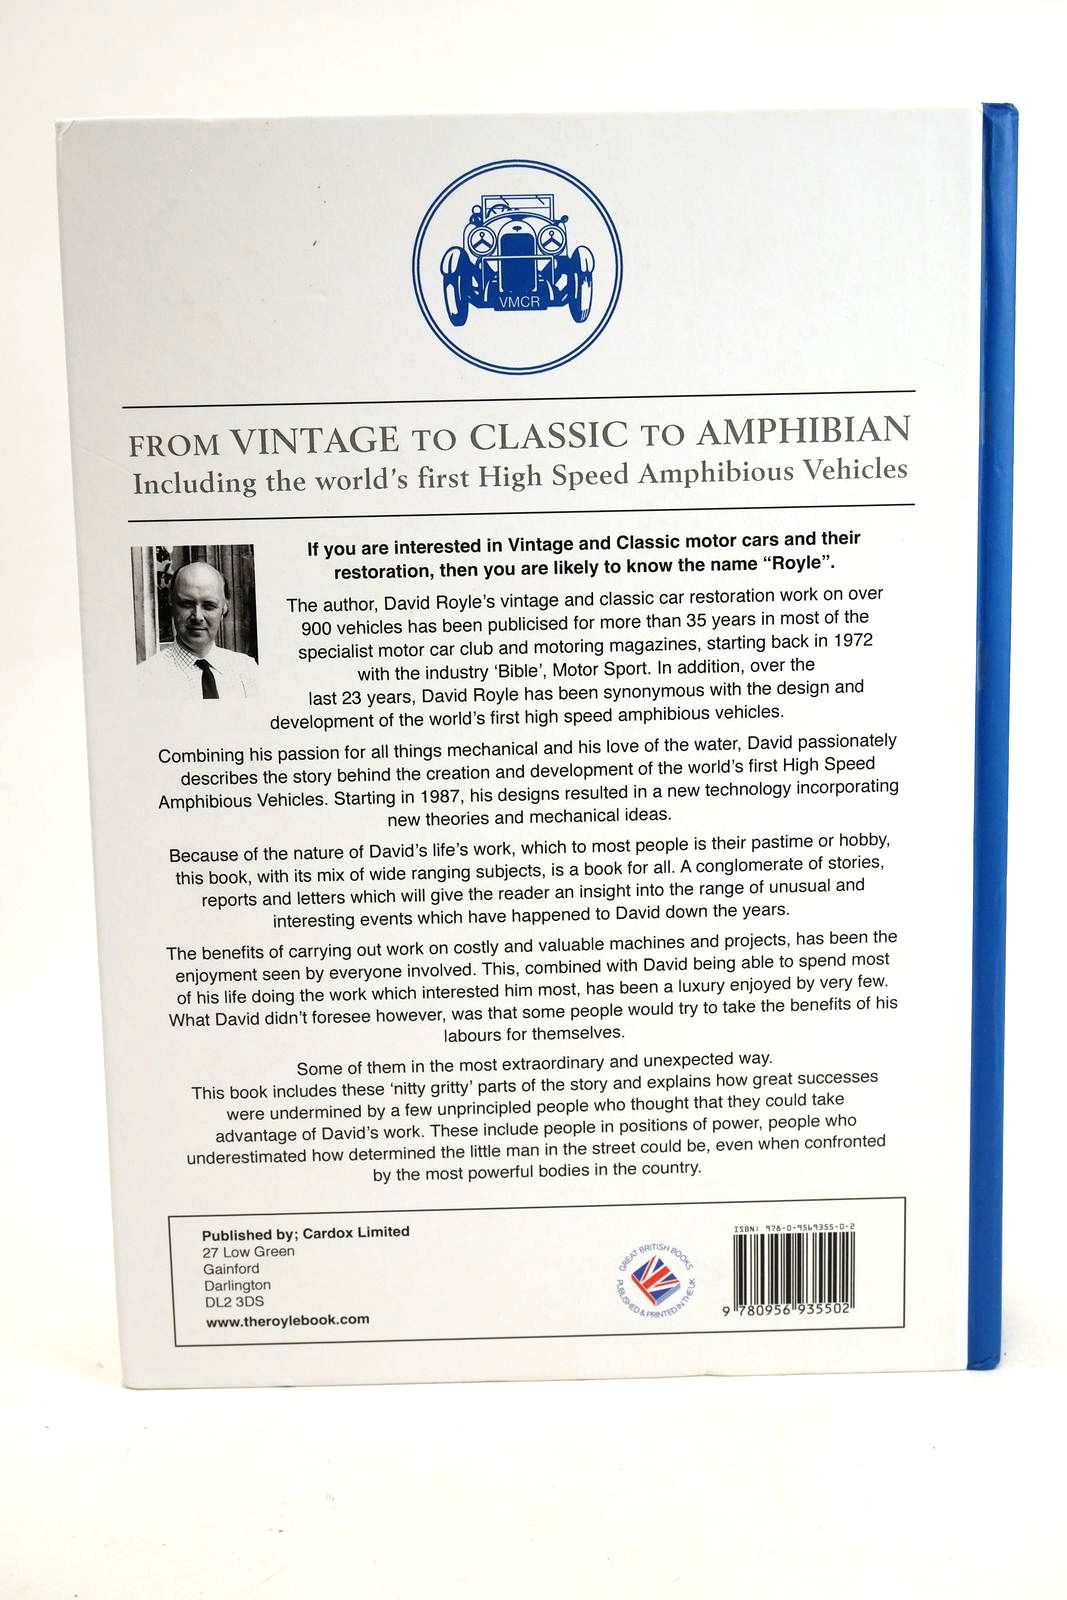 VMCR
FROM VINTAGE TO CLASSIC TO AMPHIBIAN
Including the world's first High Speed Amphibious Vehicles
If you are interested in Vintage and Classic motor cars and their
restoration, then you are likely to know the name “Royle”.
The author, David Royle's vintage and classic car restoration work on over
900 vehicles has been publicised for more than 35 years in most of the
specialist motor car club and motoring magazines, starting back in 1972
with the industry ‘Bible’, Motor Sport. In addition, over the
last 23 years, David Royle has been synonymous with the design and
development of the world's first high speed amphibious vehicles.
Combining his passion for all things mechanical and his love of the water, David passionately
describes the story behind the creation and development of the world's first High Speed
Amphibious Vehicles. Starting in 1987, his designs resulted in a new technology incorporating
new theories and mechanical ideas.
Because of the nature of David's life's work, which to most people is their pastime or hobby,
this book, with its mix of wide ranging subjects, is a book for all. A conglomerate of stories,
reports and letters which will give the reader an insight into the range of unusual and
interesting events which have happened to David down the years.
The benefits of carrying out work on costly and valuable machines and projects, has been the
enjoyment seen by everyone involved. This, combined with David being able to spend most
of his life doing the work which interested him most, has been a luxury enjoyed by very few.
What David didn't foresee however, was that some people would try to take the benefits of his
labours for themselves.
Some of them in the most extraordinary and unexpected way.
This book includes these ‘nitty gritty’ parts of the story and explains how great successes
were undermined by a few unprincipled people who thought that they could take
advantage of David's work. These include people in positions of power, people who
underestimated how determined the little man in the street could be, even when confronted
by the most powerful bodies in the country.
Published by; Cardox Limited
27 Low Green
Gainford
Darlington
DL2 3DS
www.theroylebook.com
GREAT BRITISH BOOKS
PUBLISHED & PRINTED IN THE UK
ISBN: 978-0-9569355-0-2
9 780956 935502